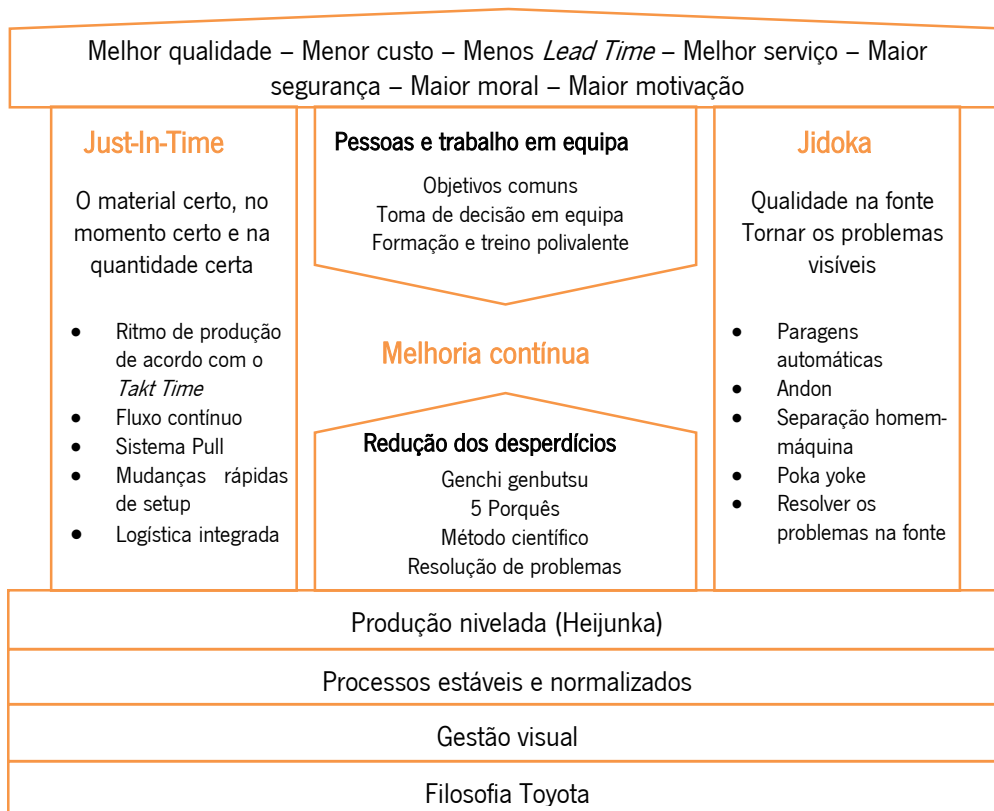 Melhor qualidade – Menor custo – Menos Lead Time – Melhor serviço – Maior
segurança – Maior moral – Maior motivação
Just-In-Time
O material certo, no
momento certo e na
quantidade certa
• Ritmo de produção
de acordo com o
Takt Time
• Fluxo contínuo
• Sistema Pull
• Mudanças rápidas
de setup
• Logística integrada
Pessoas e trabalho em equipa
Objetivos comuns
Toma de decisão em equipa
Formação e treino polivalente
Melhoria contínua
Redução dos desperdícios
Genchi genbutsu
5 Porquês
Método científico
Resolução de problemas
Jidoka
Qualidade na fonte
Tornar os problemas
visíveis
• Paragens
automáticas
• Andon
• Separação homem-
máquina
• Poka yoke
• Resolver os
problemas na fonte
Produção nivelada (Heijunka)
Processos estáveis e normalizados
Gestão visual
Filosofia Toyota